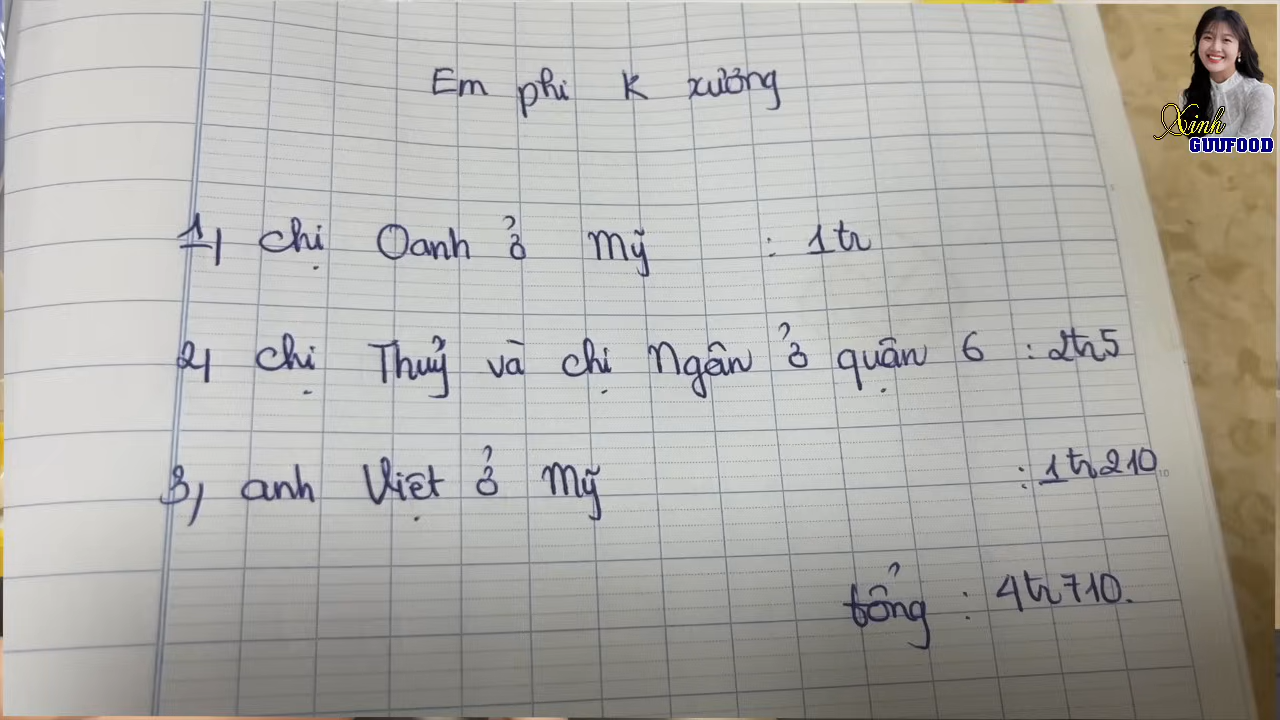 Em phi K xưởng
1, chị Oanh ở Mỹ : 1tr
2, chị Thuỷ và chị Ngân ở quận 6 : 2tr5
3, anh Việt ở Mỹ : 1tr210
tổng : 4tr710.
Xinh
GUUFOOD